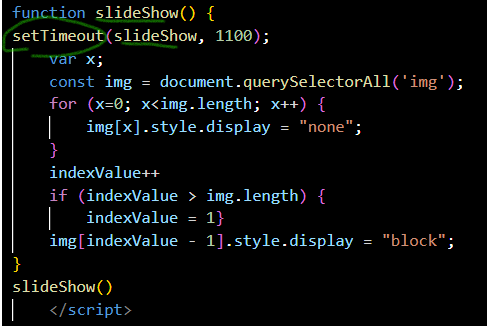 function slideShow() {
setTimeout(slideShow, 1100);
var x;
const img = document.querySelectorAll('img');
for (x=0; x<img.length; x++) {
img[x].style.display = "none";
}
indexValue++
if (indexValue > img.length) {
indexValue = 1}
img[indexValue - 1].style.display = "block";
}
slideShow()
</script>